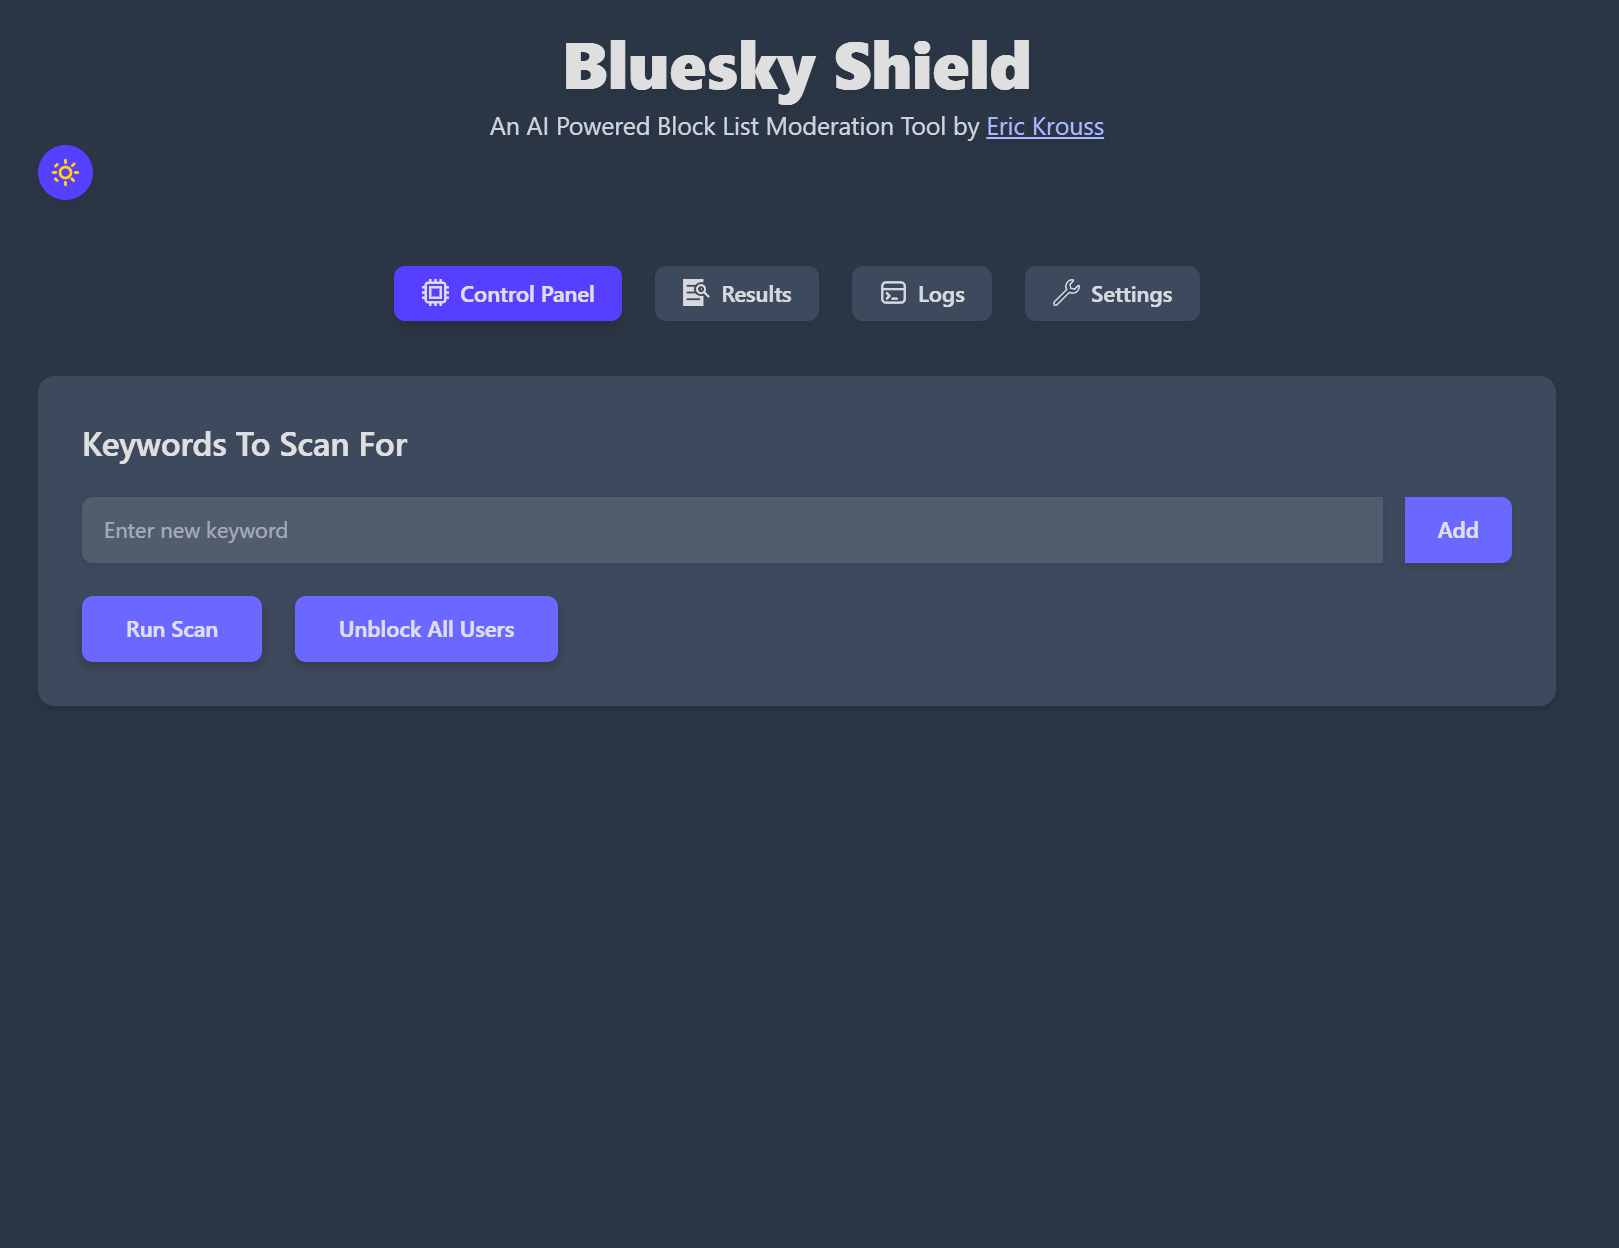 Bluesky Shield
An AI Powered Block List Moderation Tool by Eric Krouss
Control Panel
Results
Logs
Settings
Keywords To Scan For
Enter new keyword
Add
Run Scan
Unblock All Users